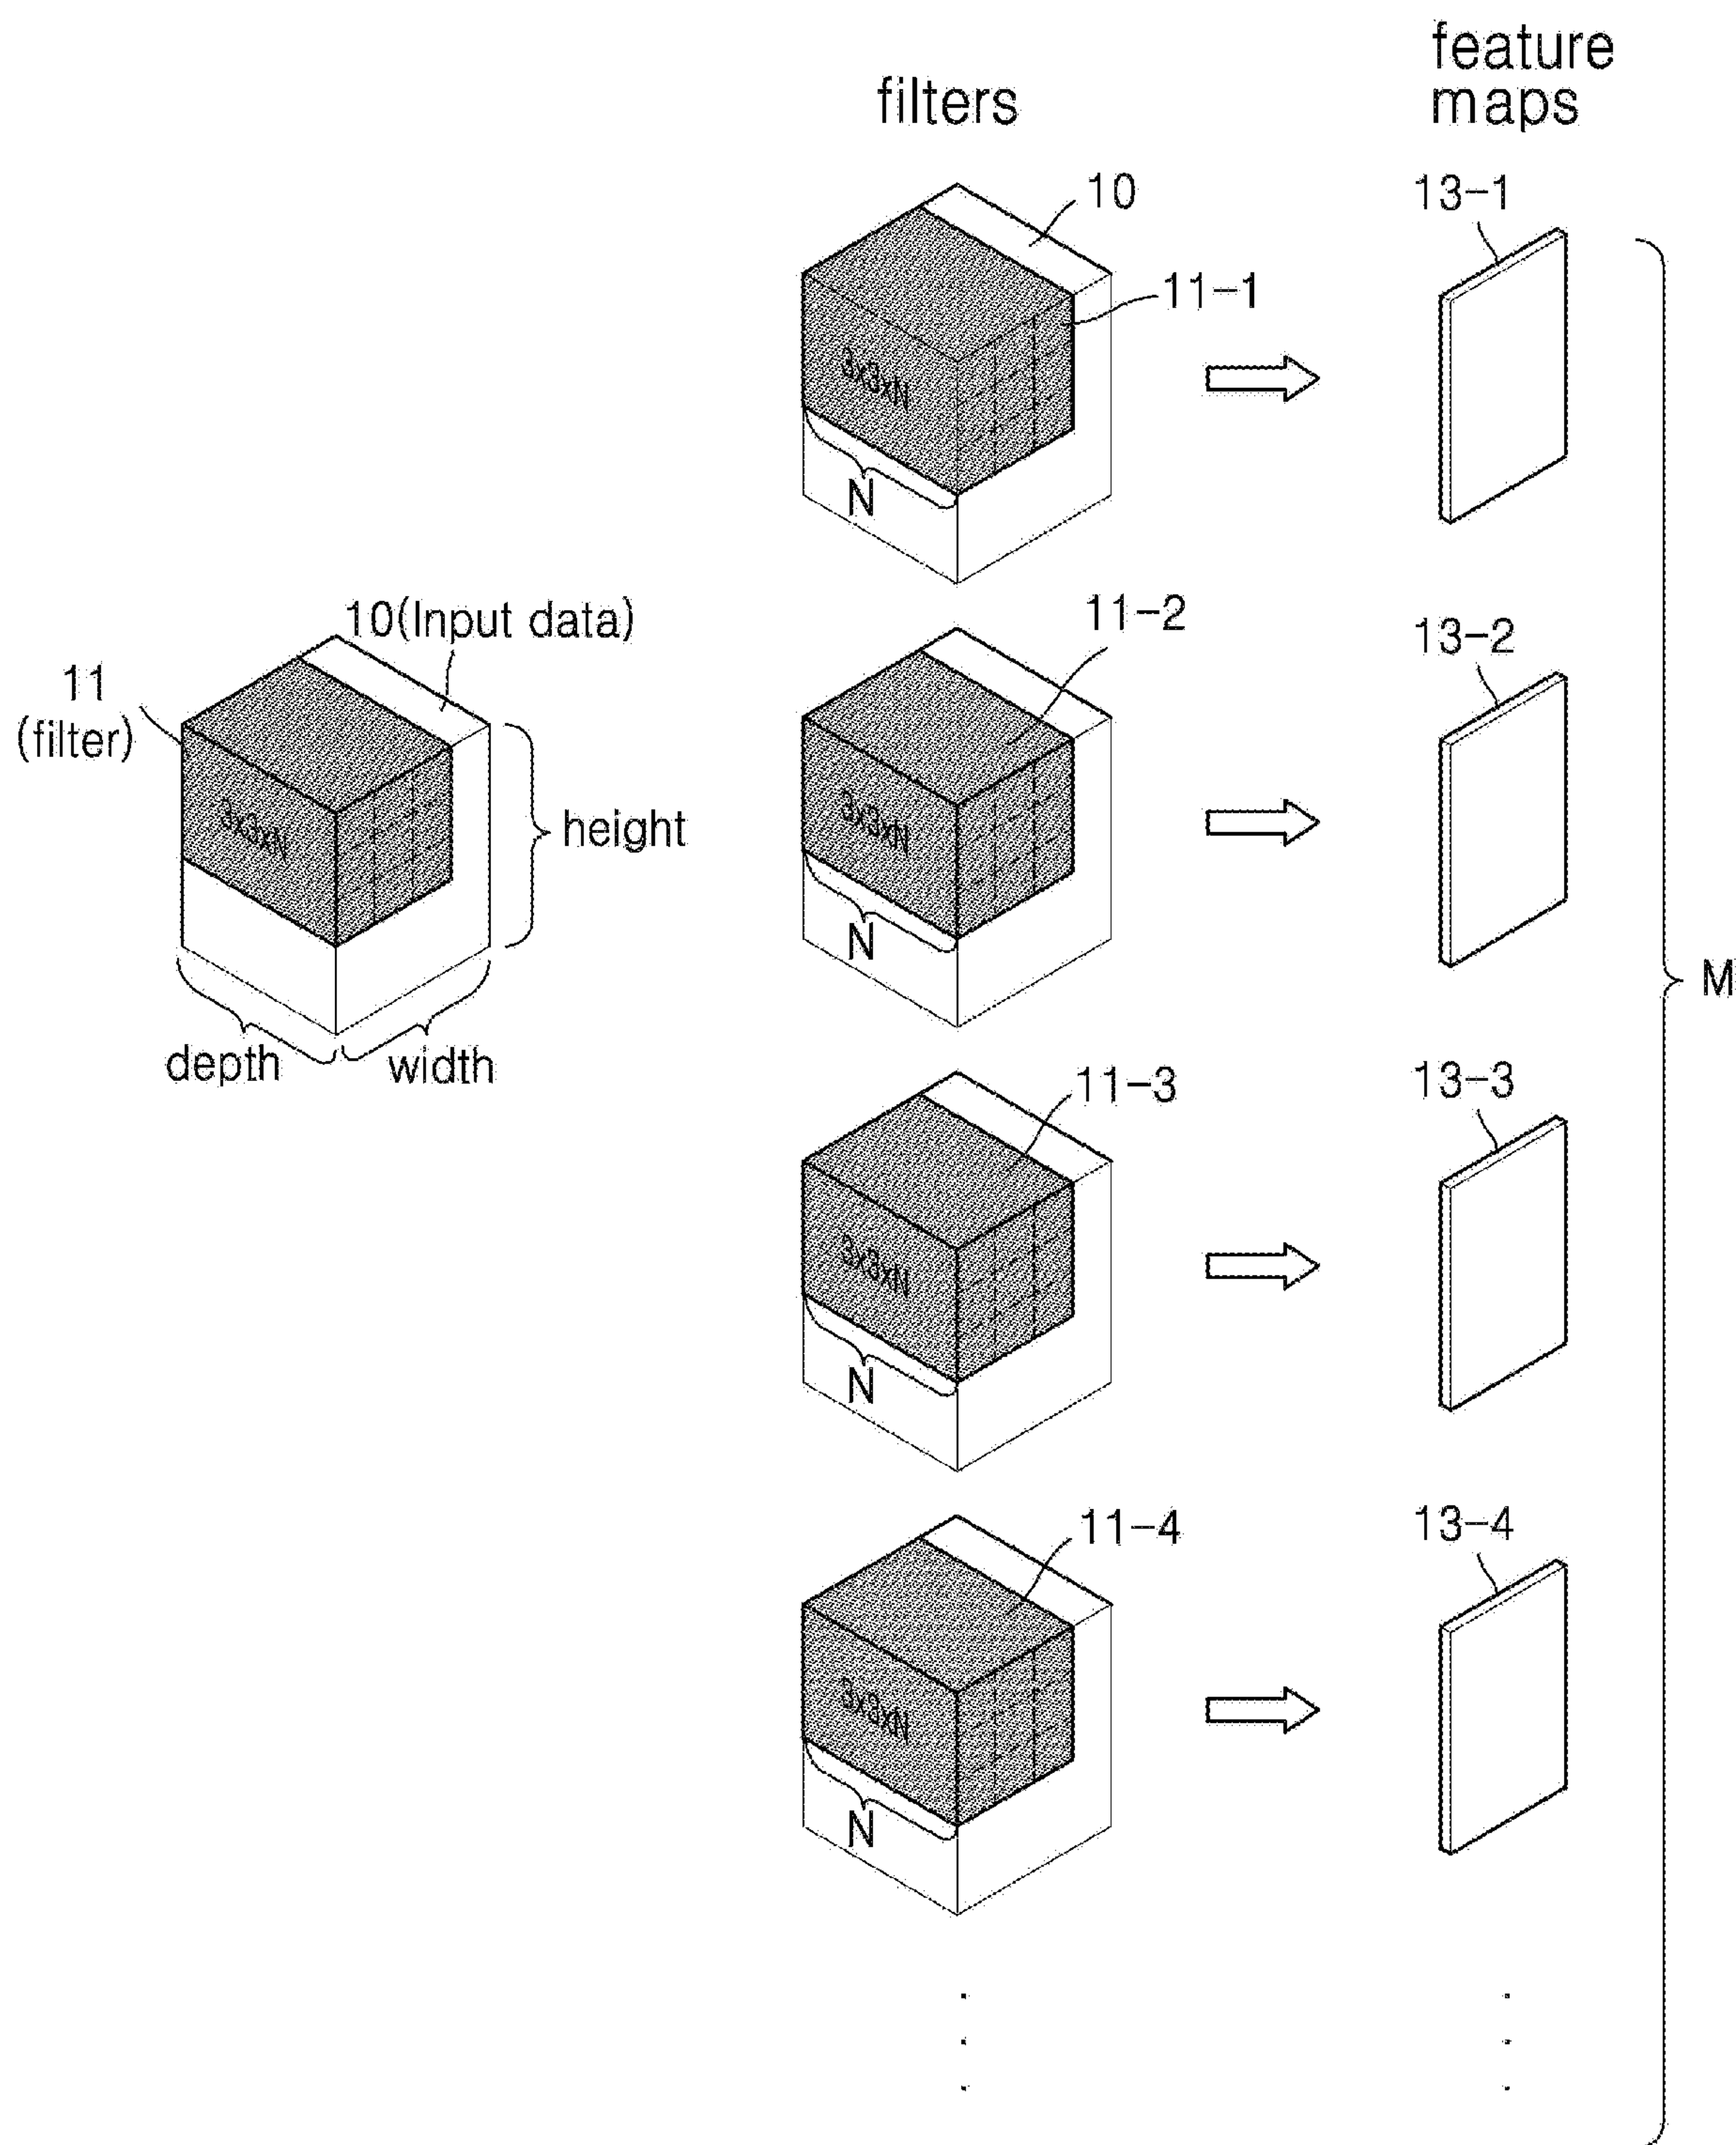 filters
feature
maps
10
13-1
11-1
3x3xN
N
10(Input data)
11
(filter)
3x3xN
height
depth
width
11-2
13-2
3x3xN
N
M
11-3
13-3
3x3xN
N
11-4
13-4
3x3xN
N